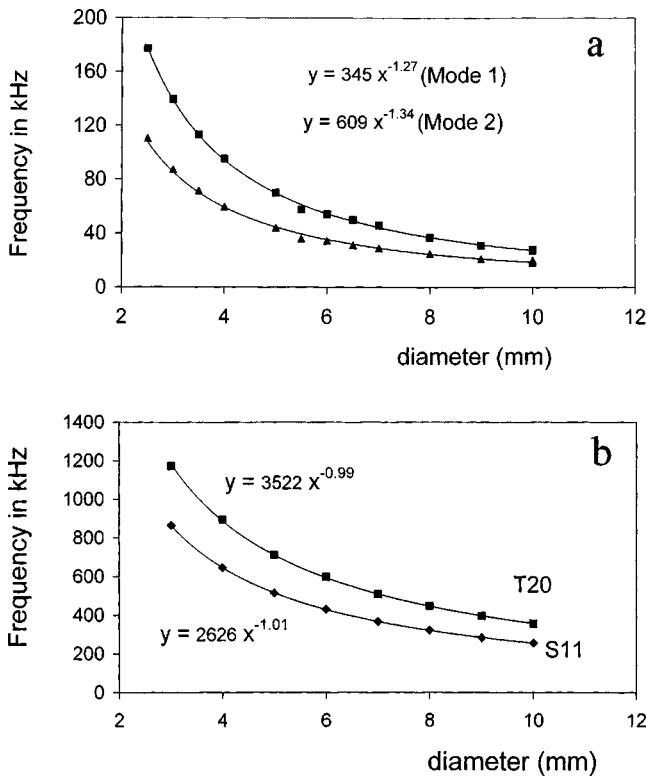 200
160
120
80
40
0
2 4 6 8 10 12
Frequency in kHz
diameter (mm)
a
y = 345 x^-1.27 (Mode 1)
y = 609 x^-1.34 (Mode 2)
1400
1200
1000
800
600
400
200
0
2 4 6 8 10 12
Frequency in kHz
diameter (mm)
b
y = 3522 x^-0.99
T20
S11
y = 2626 x^-1.01